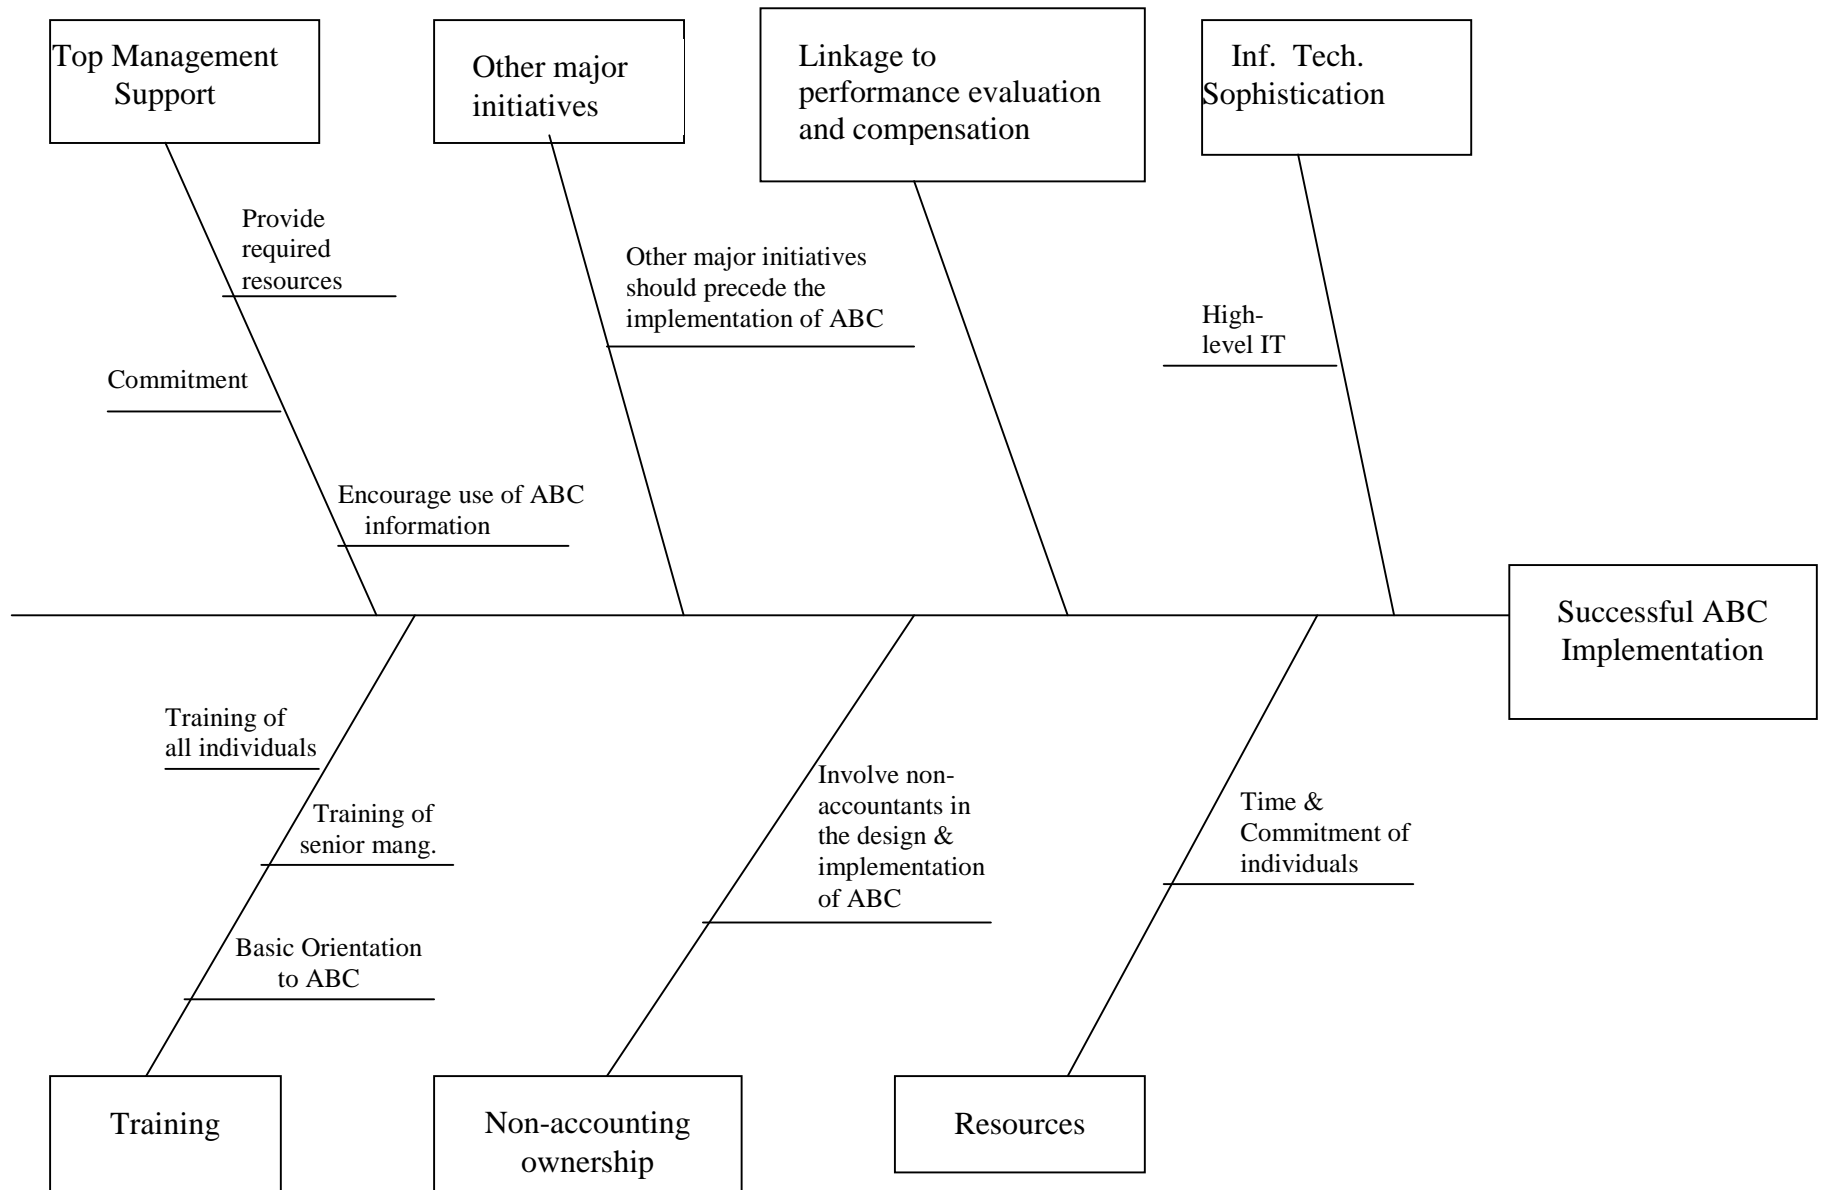 Top Management
Support
Other major
initiatives
Linkage to
performance evaluation
and compensation
Inf. Tech.
Sophistication
Provide
required
resources
Commitment
Encourage use of ABC
information
Other major initiatives
should precede the
implementation of ABC
High-
level IT
Successful ABC
Implementation
Training of
all individuals
Training of
senior mang.
Basic Orientation
to ABC
Involve non-
accountants in
the design &
implementation
of ABC
Time &
Commitment of
individuals
Training
Non-accounting
ownership
Resources